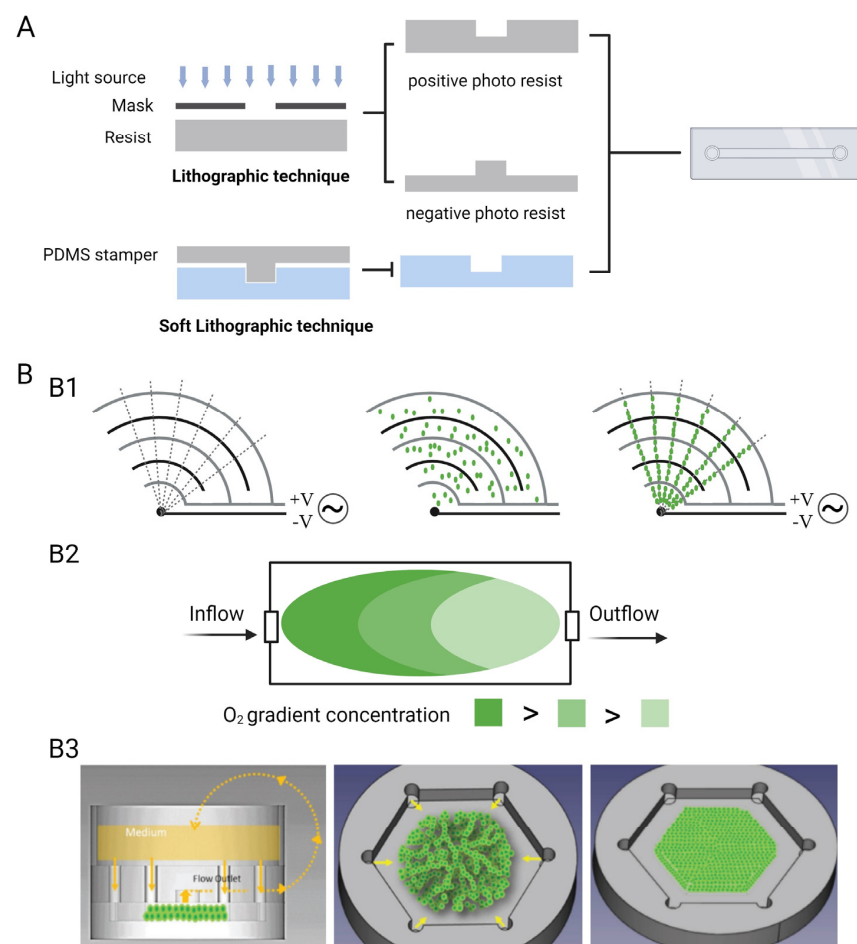 A
Light source
Mask
Resist
Lithographic technique
positive photo resist
negative photo resist
PDMS stamper
Soft Lithographic technique
B
B1
+V
-V
+V
-V
B2
Inflow
Outflow
O₂ gradient concentration > >
B3
Medium
Flow Outlet